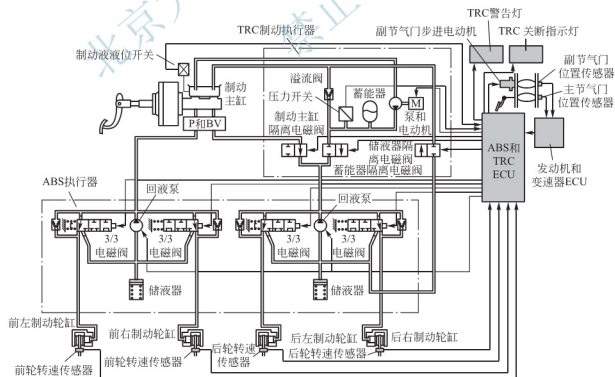 TRC警告灯
TRC制动执行器
副节气门步进电动机
TRC 关断指示灯
制动液液位开关
溢流阀
副节气门
位置传感器
压力开关
蓄能器
主节气门
位置传感器
制动
主缸
制动主缸
隔离电磁阀
泵和
电动机
P和BV
储液器隔
离电磁阀
ABS和
TRC
ECU
发动机和
变速器ECU
蓄能器隔离电磁阀
ABS执行器
回液泵
回液泵
3/3
电磁阀
3/3
电磁阀
3/3
电磁阀
3/3
电磁阀
储液器
储液器
前左制动轮缸
前右制动轮缸
后轮转速
传感器
后左制动轮缸
后右制动轮缸
前轮转速传感器
前轮转速传感器
后轮转速传感器
M
北京
禁止